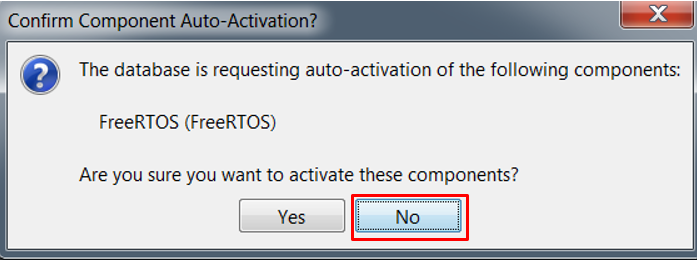 Confirm Component Auto-Activation?
The database is requesting auto-activation of the following components:
FreeRTOS (FreeRTOS)
Are you sure you want to activate these components?
Yes No